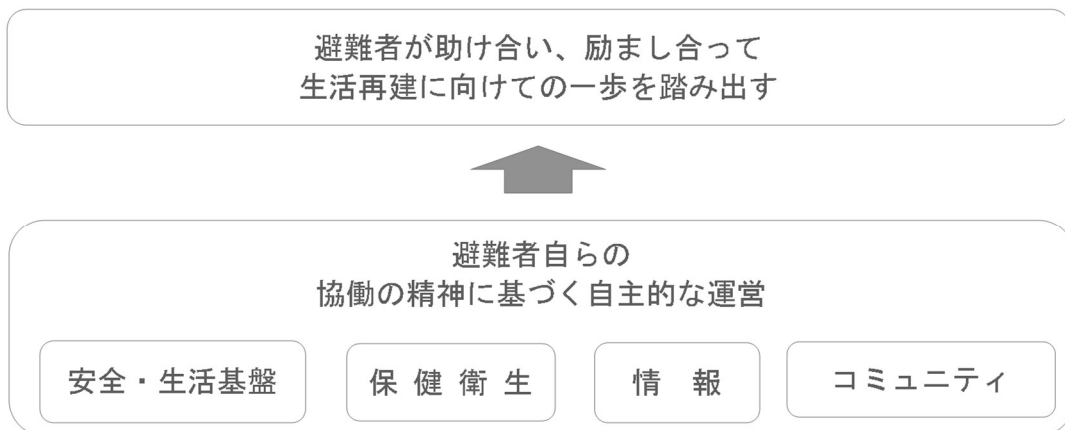 避難者が助け合い、励まし合って
生活再建に向けての一歩を踏み出す
避難者自らの
協働の精神に基づく自主的な運営
安全・生活基盤
保健衛生
情報
コミュニティ